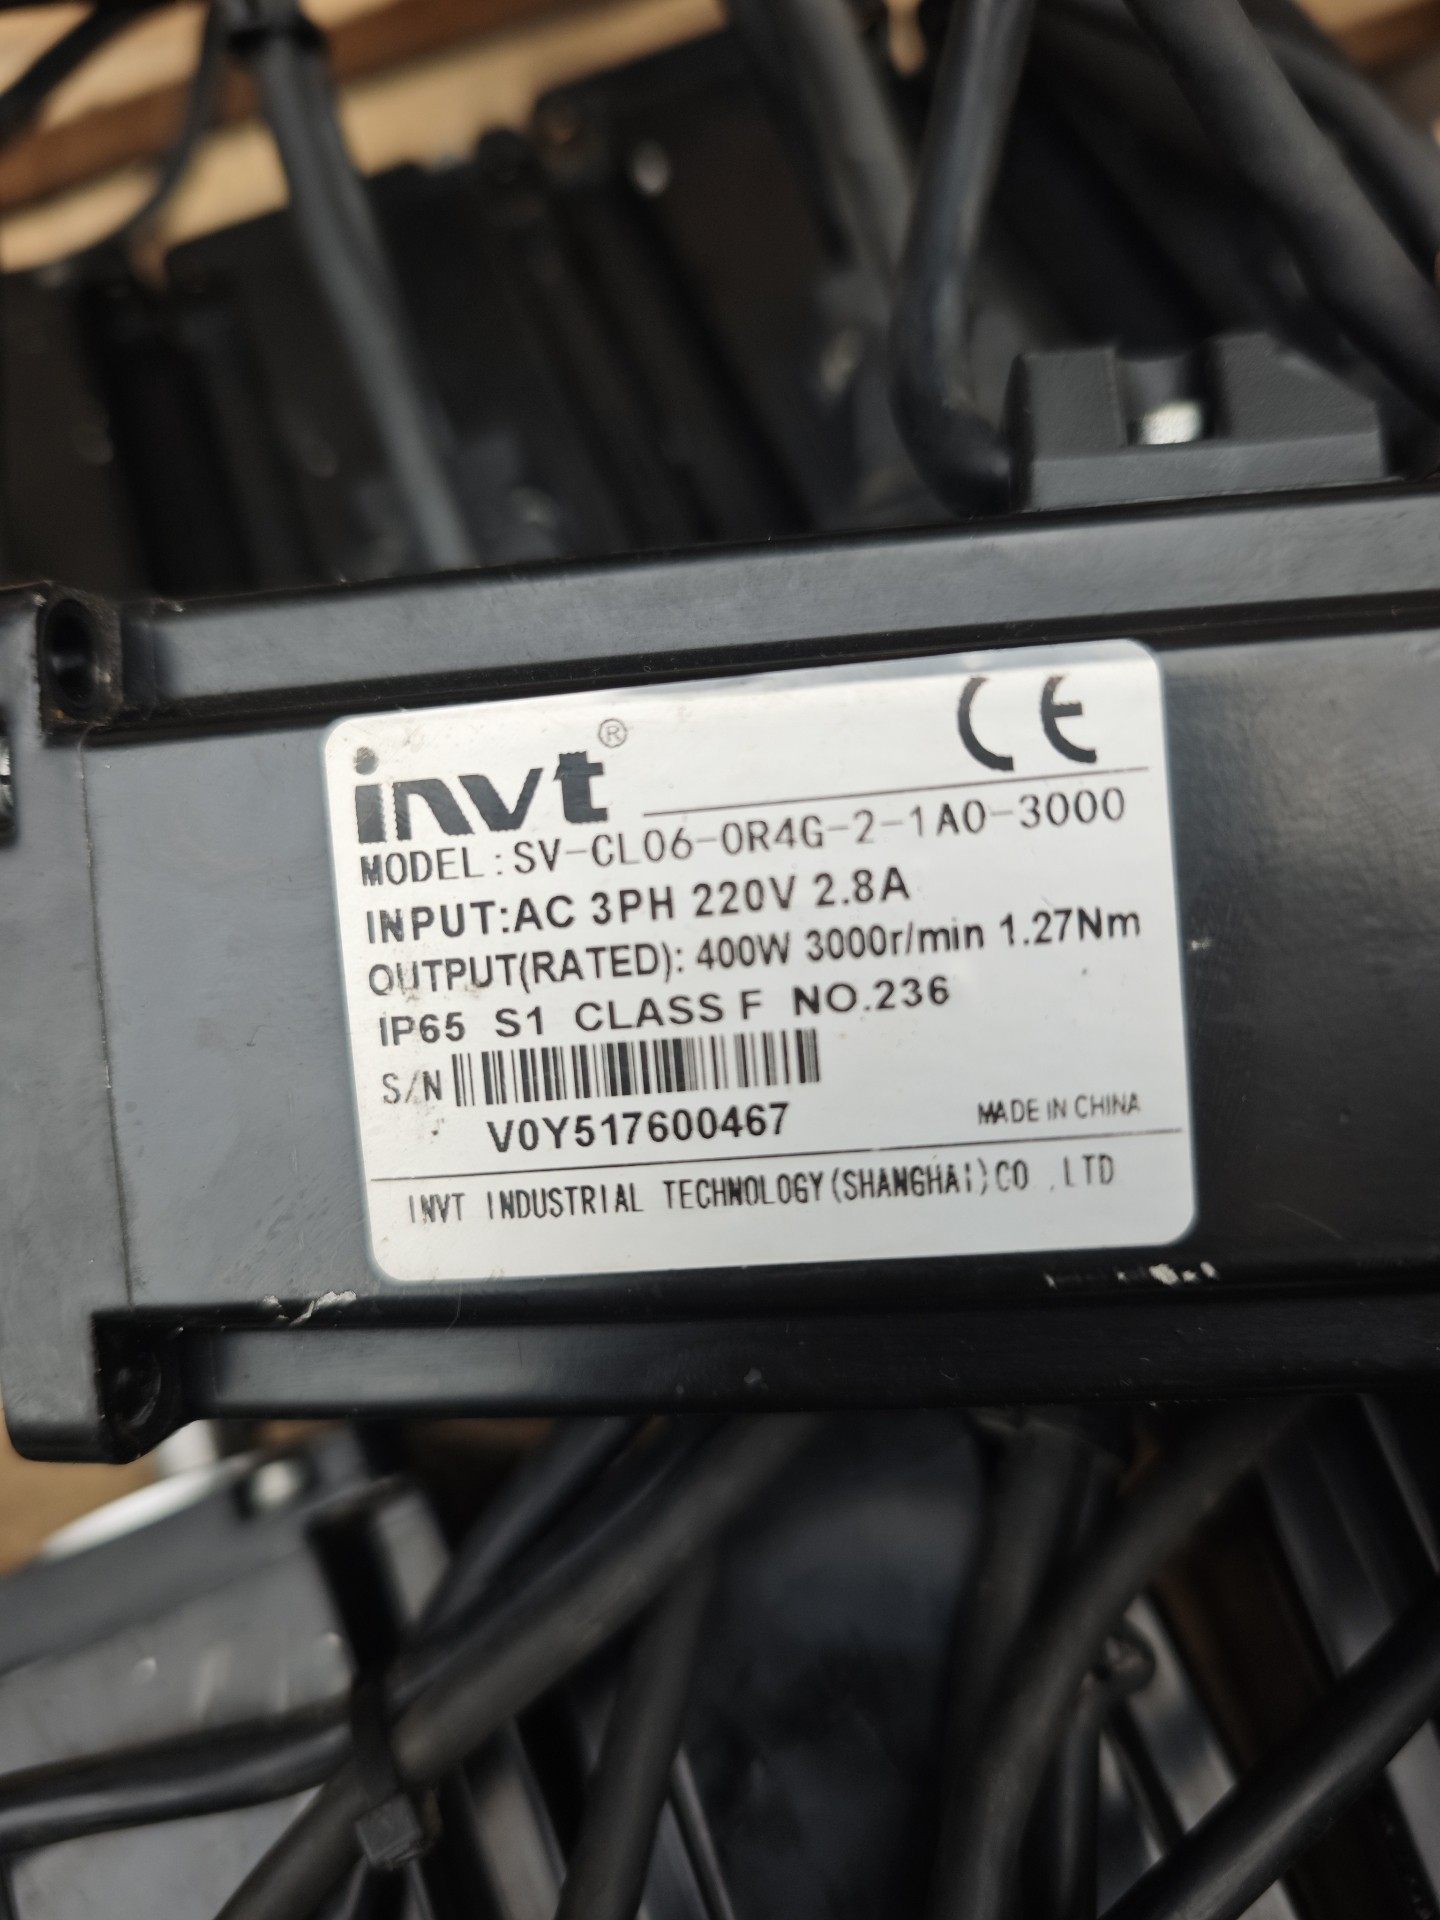 invt®
CE
MODEL:SV-CL06-0R4G-2-1A0-3000
INPUT:AC 3PH 220V 2.8A
OUTPUT(RATED): 400W 3000r/min 1.27Nm
IP65 S1 CLASS F NO.236
S/N
V0Y517600467
MADE IN CHINA
INVT INDUSTRIAL TECHNOLOGY(SHANGHAI)CO .LTD